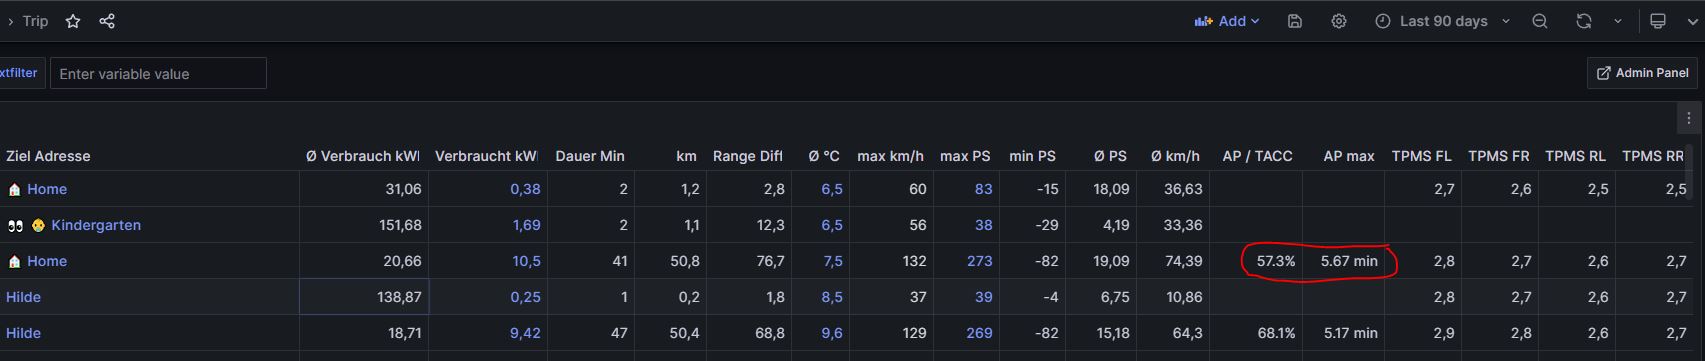 Trip Add Last 90 days
xtfilter Enter variable value Admin Panel
Ziel Adresse Ø Verbrauch kWl Verbraucht kW Dauer Min km Range Diff Ø °C max km/h max PS min PS Ø PS Ø km/h AP / TACC AP max TPMS FL TPMS FR TPMS RL TPMS RR
Home 31,06 0,38 2 1,2 2,8 6,5 60 83 -15 18,09 36,63 2,7 2,6 2,5 2,5
Kindergarten 151,68 1,69 2 1,1 12,3 6,5 56 38 -29 4,19 33,36
Home 20,66 10,5 41 50,8 76,7 7,5 132 273 -82 19,09 74,39 57.3% 5.67 min 2,8 2,7 2,6 2,7
Hilde 138,87 0,25 1 0,2 1,8 8,5 37 39 -4 6,75 10,86 2,8 2,7 2,6 2,7
Hilde 18,71 9,42 47 50,4 68,8 9,6 129 269 -82 15,18 64,3 68.1% 5.17 min 2,9 2,8 2,6 2,7